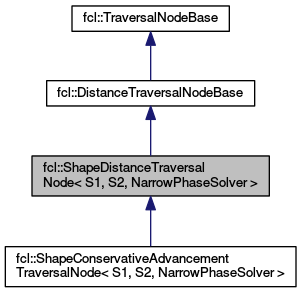 fcl::TraversalNodeBase
fcl::DistanceTraversalNodeBase
fcl::ShapeDistanceTraversal
Node< S1, S2, NarrowPhaseSolver >
fcl::ShapeConservativeAdvancement
TraversalNode< S1, S2, NarrowPhaseSolver >